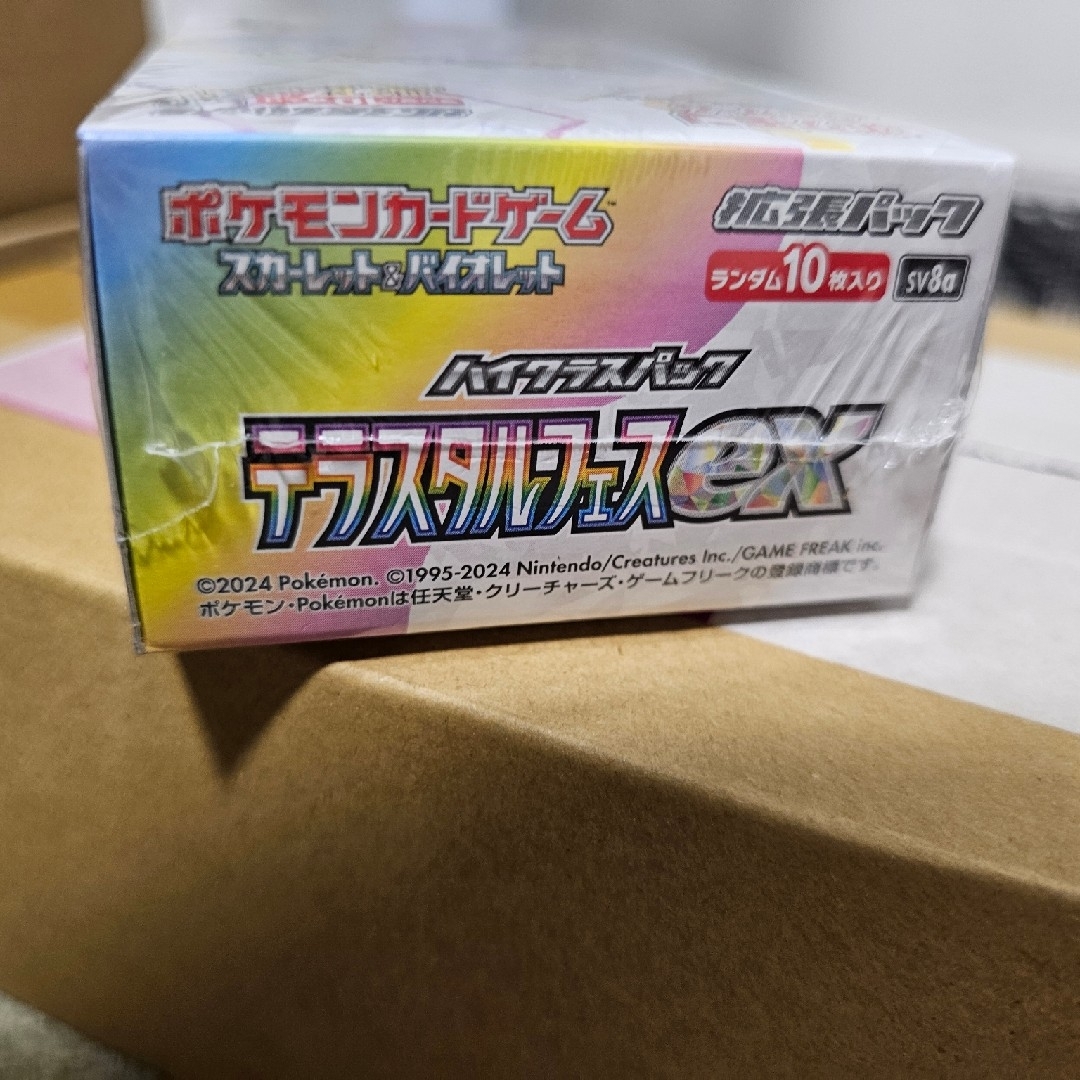 ポケモンカードゲーム™
スカーレット&バイオレット
拡張パック
ランダム10枚入り
SV8a
ハイクラスパック
テラスタルフェスex
©2024 Pokémon. ©1995-2024 Nintendo/Creatures Inc./GAME FREAK inc.
ポケモン・Pokémonは任天堂・クリーチャーズ・ゲームフリークの登録商標です。